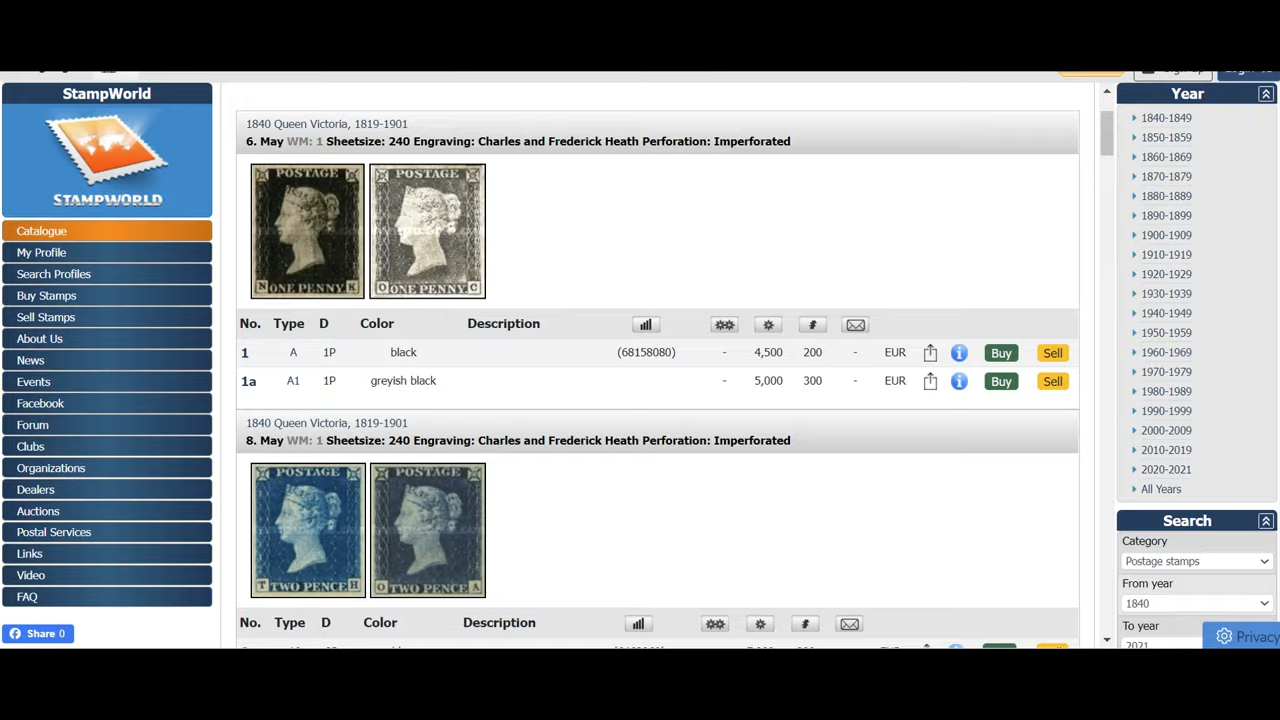 StampWorld
STAMPWORLD
Catalogue
My Profile
Search Profiles
Buy Stamps
Sell Stamps
About Us
News
Events
Facebook
Forum
Clubs
Organizations
Dealers
Auctions
Postal Services
Links
Video
FAQ
Share 0
1840 Queen Victoria, 1819-1901
6. May WM: 1 Sheetsize: 240 Engraving: Charles and Frederick Heath Perforation: Imperforated
POSTAGE
N ONE PENNY K
POSTAGE
O ONE PENNY C
No. Type D Color Description
1 A 1P black (68158080) - 4,500 200 - EUR Buy Sell
1a A1 1P greyish black - 5,000 300 - EUR Buy Sell
1840 Queen Victoria, 1819-1901
8. May WM: 1 Sheetsize: 240 Engraving: Charles and Frederick Heath Perforation: Imperforated
POSTAGE
T TWO PENCE H
POSTAGE
O TWO PENCE A
No. Type D Color Description
Year
1840-1849
1850-1859
1860-1869
1870-1879
1880-1889
1890-1899
1900-1909
1910-1919
1920-1929
1930-1939
1940-1949
1950-1959
1960-1969
1970-1979
1980-1989
1990-1999
2000-2009
2010-2019
2020-2021
All Years
Search
Category
Postage stamps
From year
1840
To year
2021
Privacy